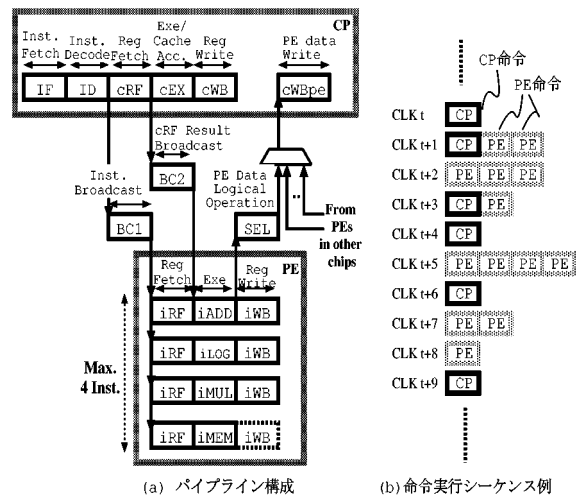 CP
Inst. Fetch
Inst. Decode
Reg Fetch
Exe/ Cache Acc.
Reg Write
PE data Write
IF ID cRF cEX cWB cWBpe
cRF Result Broadcast
BC2
Inst. Broadcast
PE Data Logical Operation
BC1 SEL
From PEs in other chips
PE
Reg Fetch
Exe
Reg Write
iRF iADD iWB
iRF iLOG iWB
iRF iMUL iWB
iRF iMEM iWB
Max. 4 Inst.
(a) パイプライン構成
CP命令
PE命令
CLK t CP
CLK t+1 CP PE PE
CLK t+2 PE PE PE
CLK t+3 CP PE
CLK t+4 CP
CLK t+5 PE PE PE PE
CLK t+6 CP
CLK t+7 PE PE
CLK t+8 PE
CLK t+9 CP
(b)命令実行シーケンス例